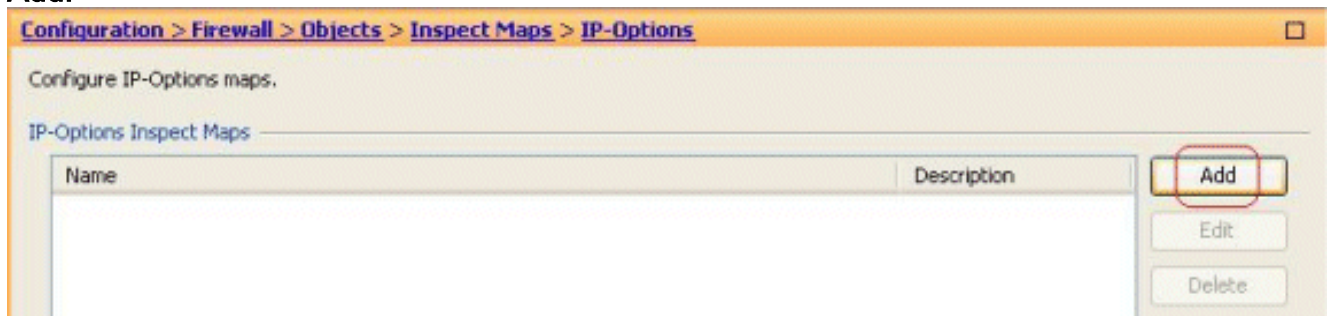 Configuration > Firewall > Objects > Inspect Maps > IP-Options
Configure IP-Options maps.
IP-Options Inspect Maps
Name Description Add
Edit
Delete